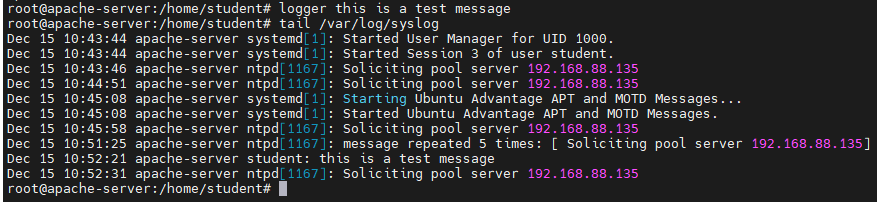 root@apache-server:/home/student# logger this is a test message
root@apache-server:/home/student# tail /var/log/syslog
Dec 15 10:43:44 apache-server systemd[1]: Started User Manager for UID 1000.
Dec 15 10:43:44 apache-server systemd[1]: Started Session 3 of user student.
Dec 15 10:43:46 apache-server ntpd[1167]: Soliciting pool server 192.168.88.135
Dec 15 10:44:51 apache-server ntpd[1167]: Soliciting pool server 192.168.88.135
Dec 15 10:45:08 apache-server systemd[1]: Starting Ubuntu Advantage APT and MOTD Messages...
Dec 15 10:45:08 apache-server systemd[1]: Started Ubuntu Advantage APT and MOTD Messages.
Dec 15 10:45:58 apache-server ntpd[1167]: Soliciting pool server 192.168.88.135
Dec 15 10:51:25 apache-server ntpd[1167]: message repeated 5 times: [ Soliciting pool server 192.168.88.135]
Dec 15 10:52:21 apache-server student: this is a test message
Dec 15 10:52:31 apache-server ntpd[1167]: Soliciting pool server 192.168.88.135
root@apache-server:/home/student#